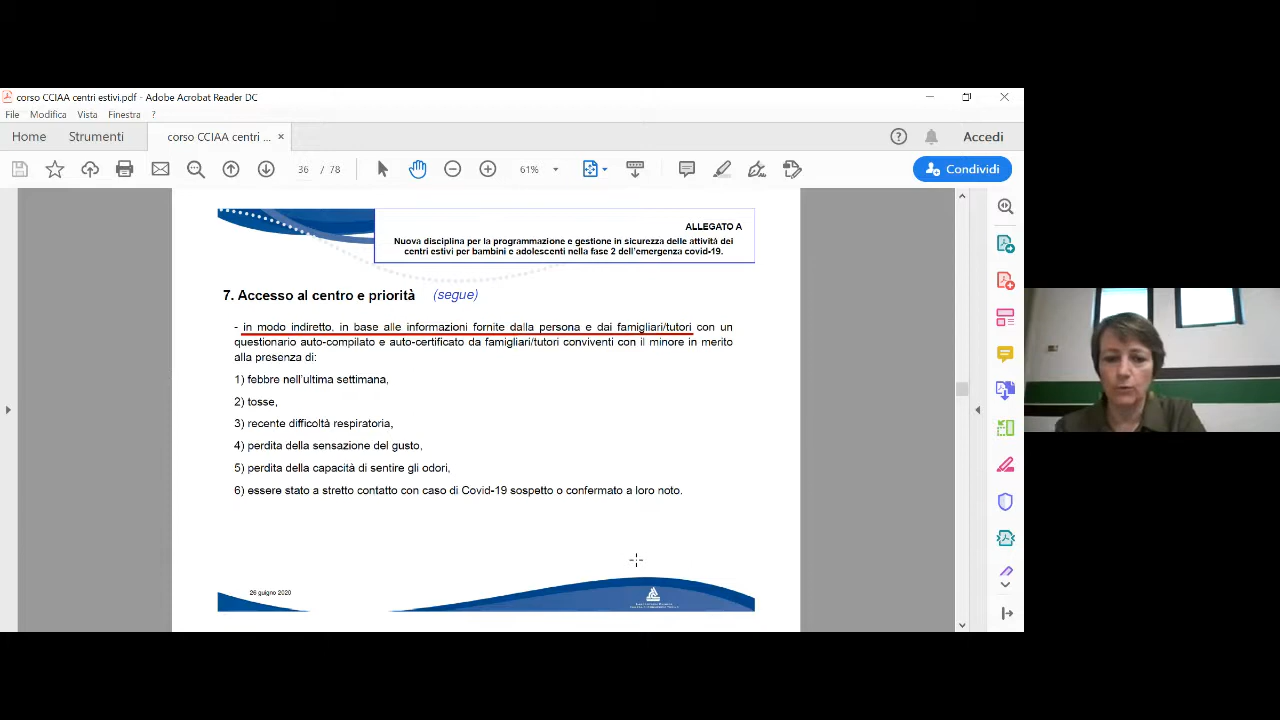 corso CCIAA centri estivi.pdf - Adobe Acrobat Reader DC
File Modifica Vista Finestra ?
Home Strumenti corso CCIAA centri ... × Accedi
36 / 78 61% Condividi
ALLEGATO A
Nuova disciplina per la programmazione e gestione in sicurezza delle attività dei
centri estivi per bambini e adolescenti nella fase 2 dell'emergenza covid-19.
7. Accesso al centro e priorità (segue)
- in modo indiretto, in base alle informazioni fornite dalla persona e dai famigliari/tutori con un
questionario auto-compilato e auto-certificato da famigliari/tutori conviventi con il minore in merito
alla presenza di:
1) febbre nell'ultima settimana,
2) tosse,
3) recente difficoltà respiratoria,
4) perdita della sensazione del gusto,
5) perdita della capacità di sentire gli odori,
6) essere stato a stretto contatto con caso di Covid-19 sospetto o confermato a loro noto.
26 guigno 2020